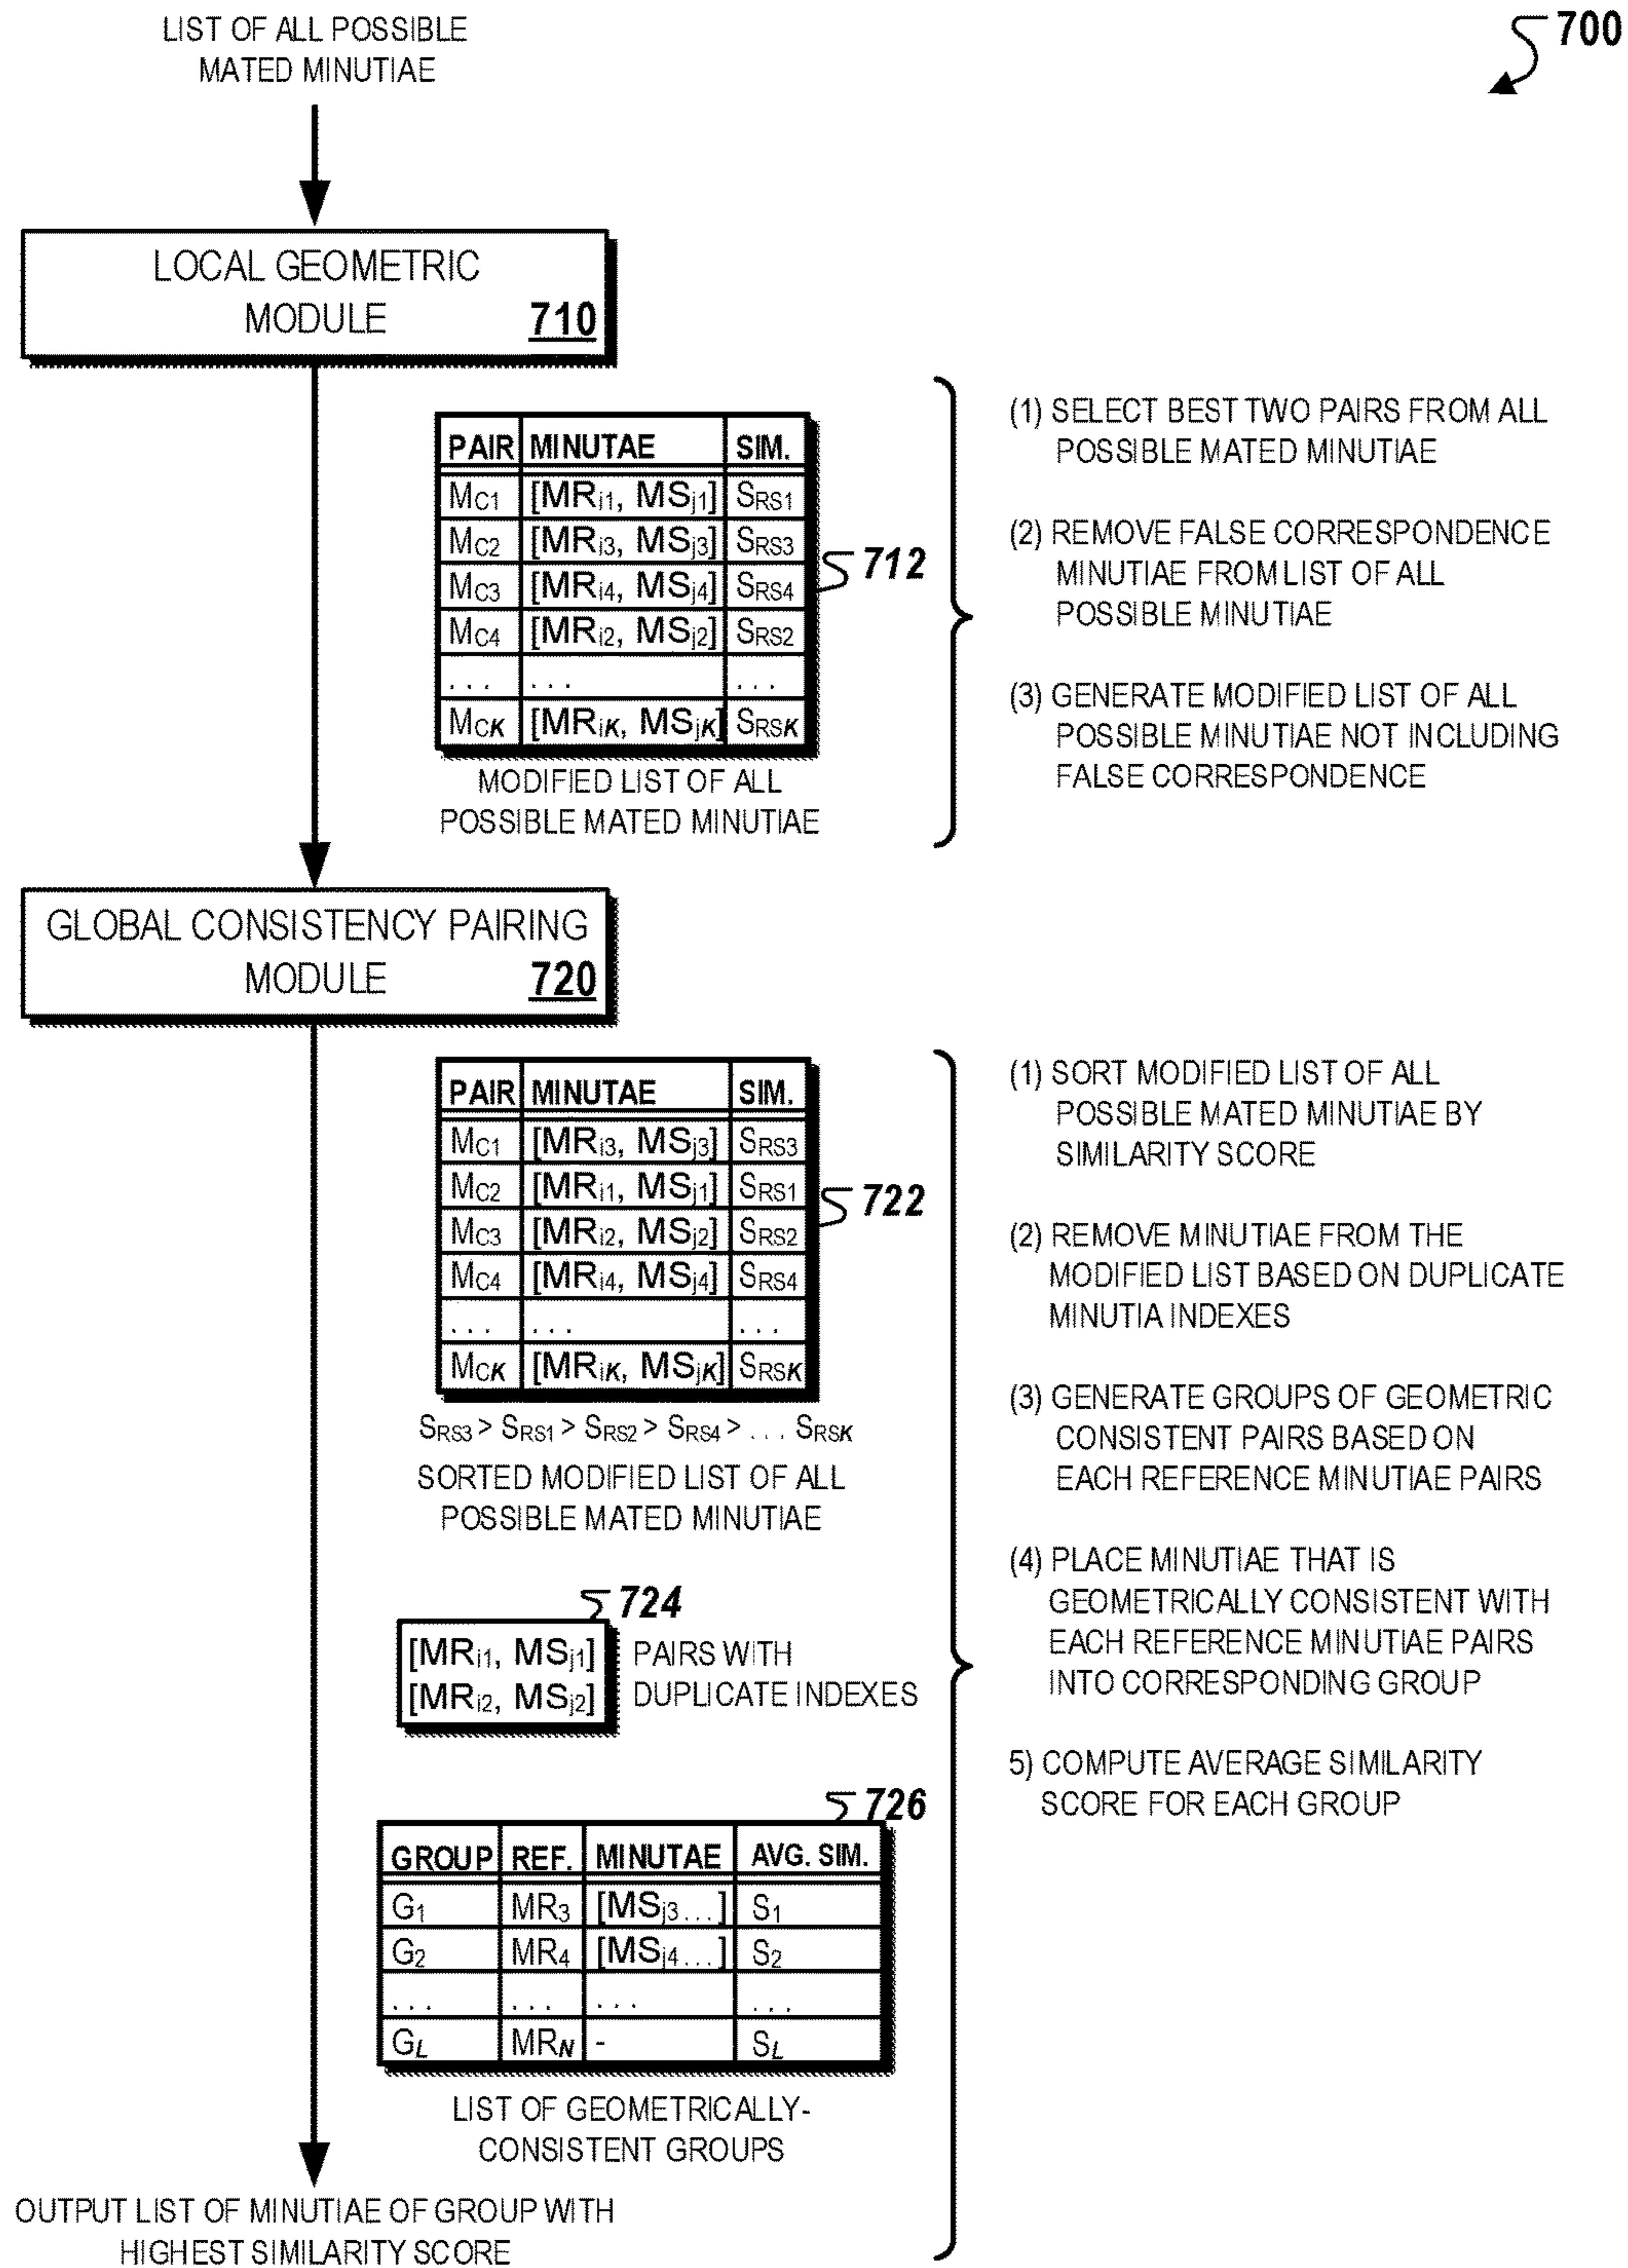 700
LIST OF ALL POSSIBLE
MATED MINUTIAE
LOCAL GEOMETRIC
MODULE 710
PAIR MINUTAE SIM.
MC1 [MRi1, MSj1] SRS1
MC2 [MRi3, MSj3] SRS3
MC3 [MRi4, MSj4] SRS4
MC4 [MRi2, MSj2] SRS2
... ... ...
MCK [MRiK, MSjK] SRSK
712
MODIFIED LIST OF ALL
POSSIBLE MATED MINUTIAE
(1) SELECT BEST TWO PAIRS FROM ALL
POSSIBLE MATED MINUTIAE
(2) REMOVE FALSE CORRESPONDENCE
MINUTIAE FROM LIST OF ALL
POSSIBLE MINUTIAE
(3) GENERATE MODIFIED LIST OF ALL
POSSIBLE MINUTIAE NOT INCLUDING
FALSE CORRESPONDENCE
GLOBAL CONSISTENCY PAIRING
MODULE 720
PAIR MINUTAE SIM.
MC1 [MRi3, MSj3] SRS3
MC2 [MRi1, MSj1] SRS1
MC3 [MRi2, MSj2] SRS2
MC4 [MRi4, MSj4] SRS4
... ... ...
MCK [MRiK, MSjK] SRSK
722
SRS3 > SRS1 > SRS2 > SRS4 > ... SRSK
SORTED MODIFIED LIST OF ALL
POSSIBLE MATED MINUTIAE
724
[MRi1, MSj1]
[MRi2, MSj2]
PAIRS WITH
DUPLICATE INDEXES
726
GROUP REF. MINUTAE AVG. SIM.
G1 MR3 [MSj3...] S1
G2 MR4 [MSj4...] S2
... ... ... ...
GL MRN - SL
LIST OF GEOMETRICALLY-
CONSISTENT GROUPS
(1) SORT MODIFIED LIST OF ALL
POSSIBLE MATED MINUTIAE BY
SIMILARITY SCORE
(2) REMOVE MINUTIAE FROM THE
MODIFIED LIST BASED ON DUPLICATE
MINUTIA INDEXES
(3) GENERATE GROUPS OF GEOMETRIC
CONSISTENT PAIRS BASED ON
EACH REFERENCE MINUTIAE PAIRS
(4) PLACE MINUTIAE THAT IS
GEOMETRICALLY CONSISTENT WITH
EACH REFERENCE MINUTIAE PAIRS
INTO CORRESPONDING GROUP
5) COMPUTE AVERAGE SIMILARITY
SCORE FOR EACH GROUP
OUTPUT LIST OF MINUTIAE OF GROUP WITH
HIGHEST SIMILARITY SCORE